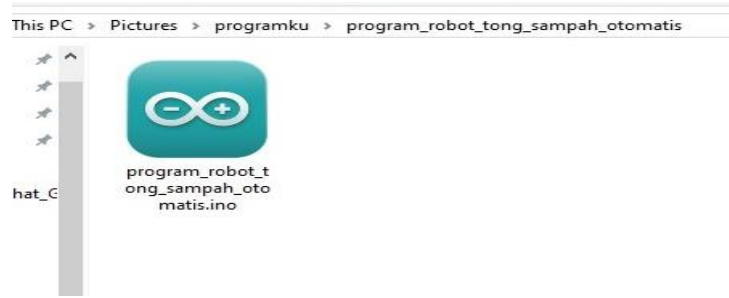 This PC > Pictures > programku > program_robot_tong_sampah_otomatis
hat_G
program_robot_t
ong_sampah_oto
matis.ino